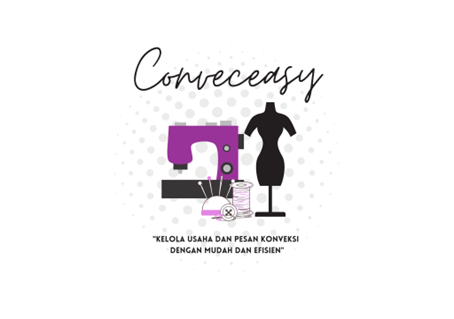 Conveceasy
"KELOLA USAHA DAN PESAN KONVEKSI
DENGAN MUDAH DAN EFISIEN"